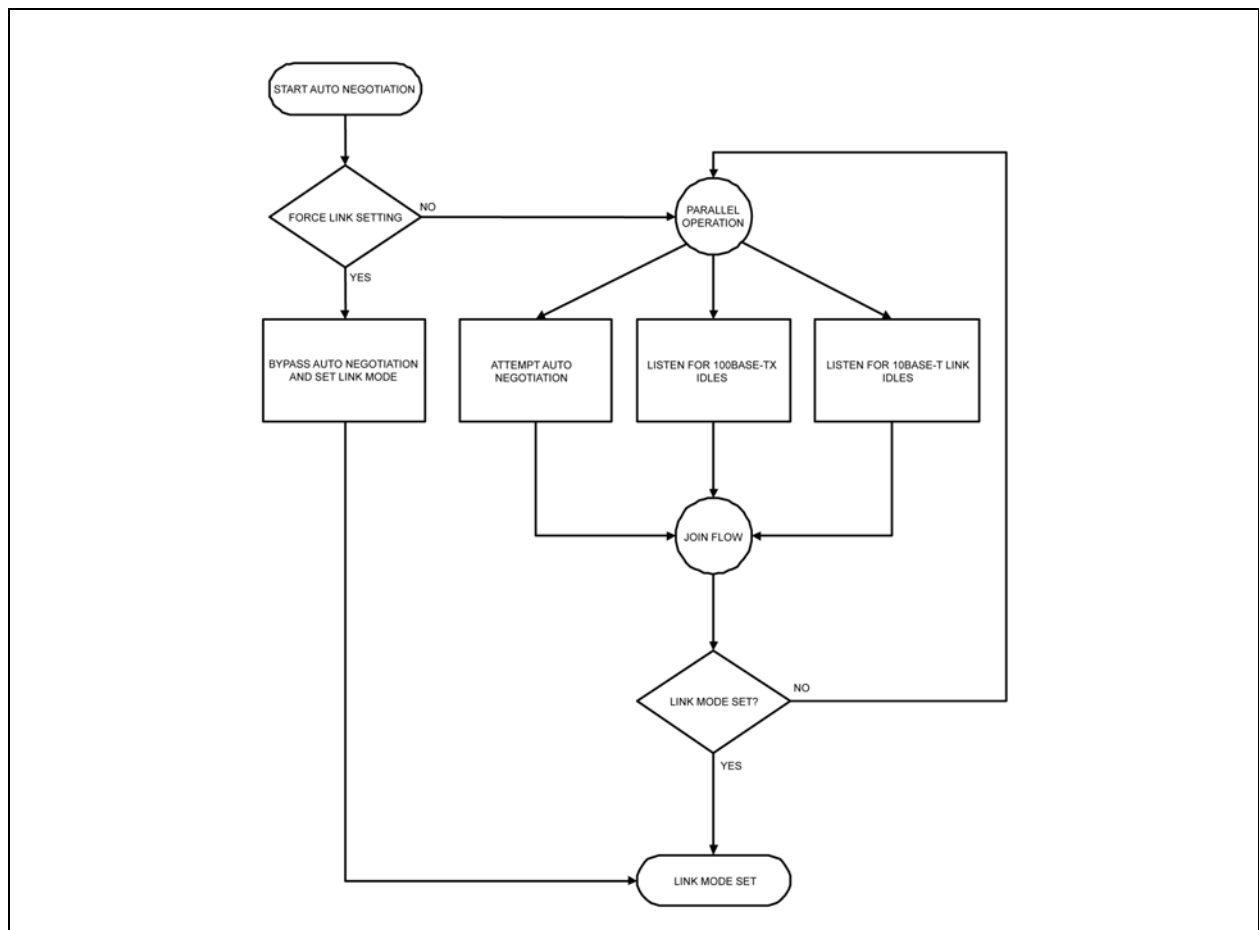 START AUTO NEGOTIATION
FORCE LINK SETTING
NO
PARALLEL
OPERATION
YES
BYPASS AUTO NEGOTIATION
AND SET LINK MODE
ATTEMPT AUTO
NEGOTIATION
LISTEN FOR 100BASE-TX
IDLES
LISTEN FOR 10BASE-T LINK
IDLES
JOIN FLOW
LINK MODE SET?
NO
YES
LINK MODE SET